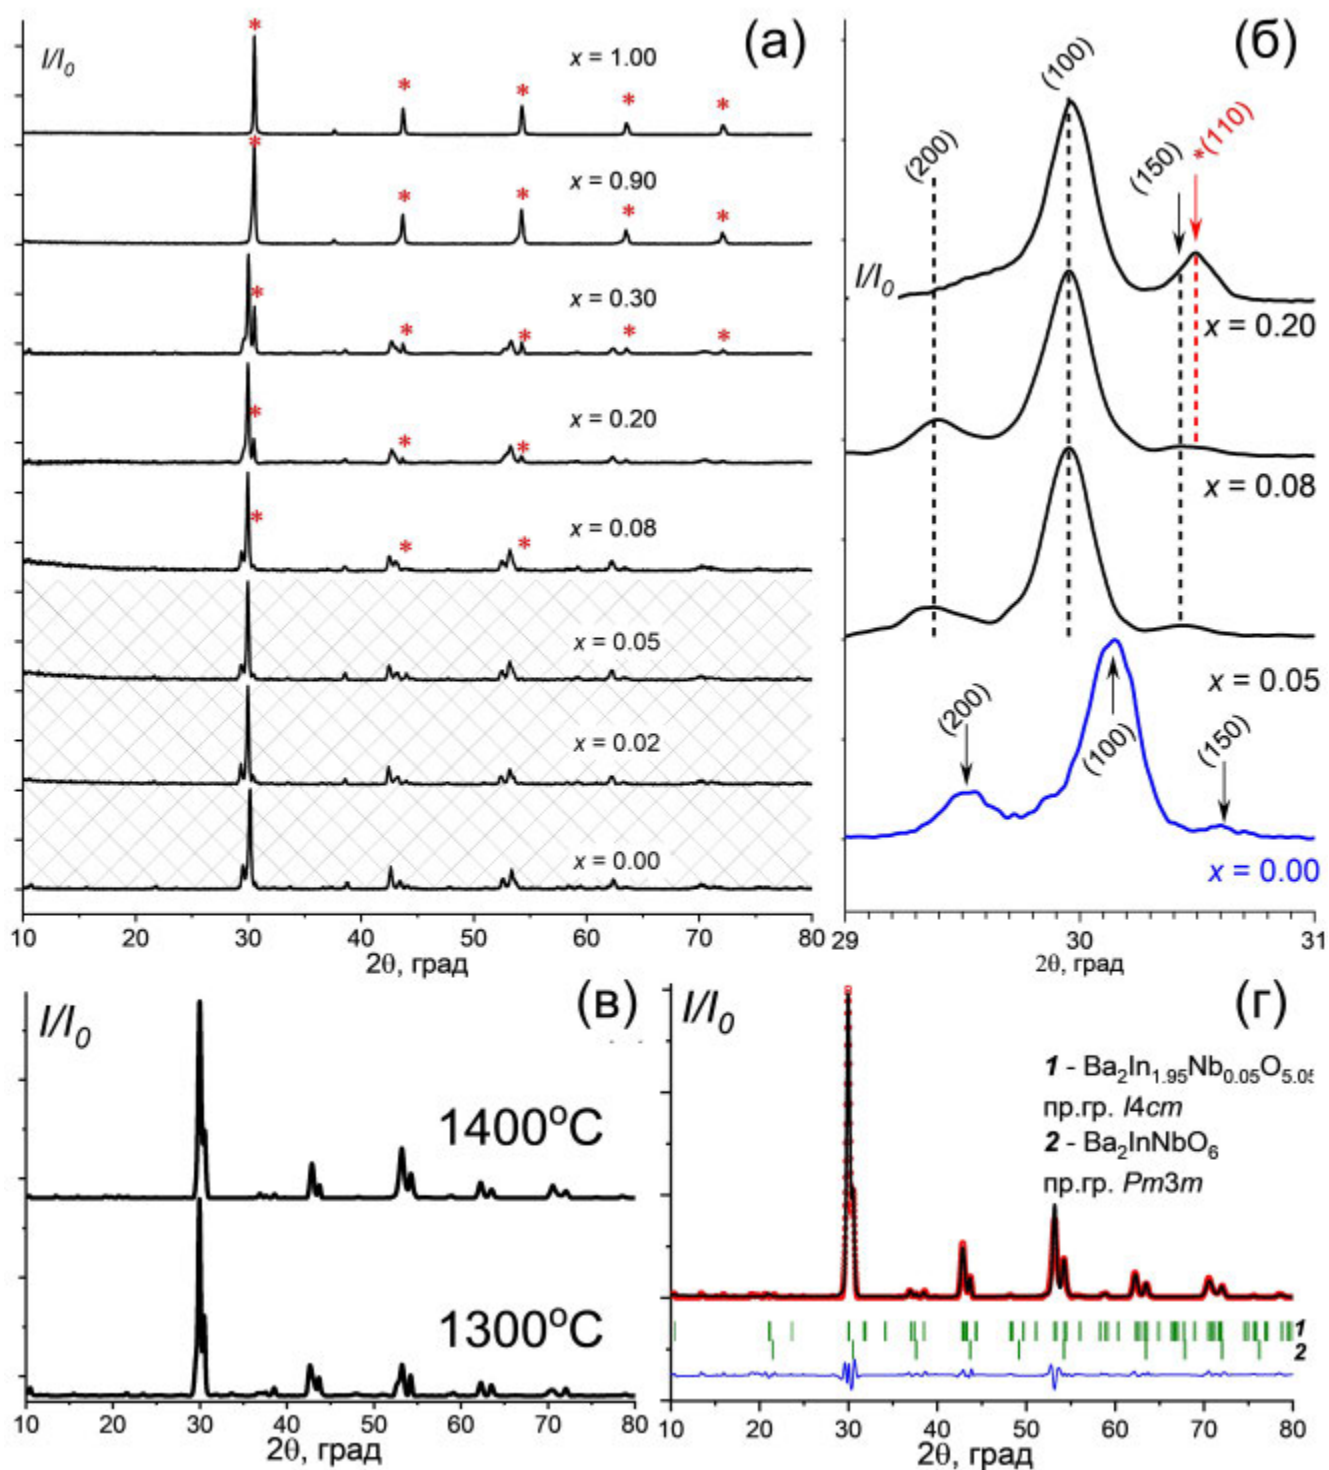 (а)
I/I₀
*
x = 1.00
* * * *
*
x = 0.90
* * * *
x = 0.30
* * * * *
x = 0.20
* * *
x = 0.08
* * *
x = 0.05
x = 0.02
x = 0.00
10 20 30 40 50 60 70 80
2θ, град
(б)
(100)
(200)
(150)
*(110)
I/I₀
x = 0.20
x = 0.08
x = 0.05
(200)
(100)
(150)
x = 0.00
29 30 31
2θ, град
(в)
I/I₀
1400°C
1300°C
10 20 30 40 50 60 70 80
2θ, град
(г)
I/I₀
1 - Ba₂In₁.₉₅Nb₀.₀₅O₅.₀₅
пр.гр. I4cm
2 - Ba₂InNbO₆
пр.гр. Pm3m
1
2
10 20 30 40 50 60 70 80
2θ, град